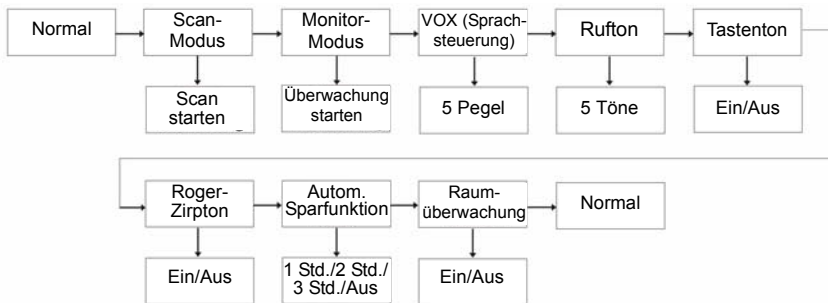 Normal
Scan-
Modus
Monitor-
Modus
VOX (Sprach-
steuerung)
Rufton
Tastenton
Scan
starten
Überwachung
starten
5 Pegel
5 Töne
Ein/Aus
Roger-
Zirpton
Autom.
Sparfunktion
Raum-
überwachung
Normal
Ein/Aus
1 Std./2 Std./
3 Std./Aus
Ein/Aus